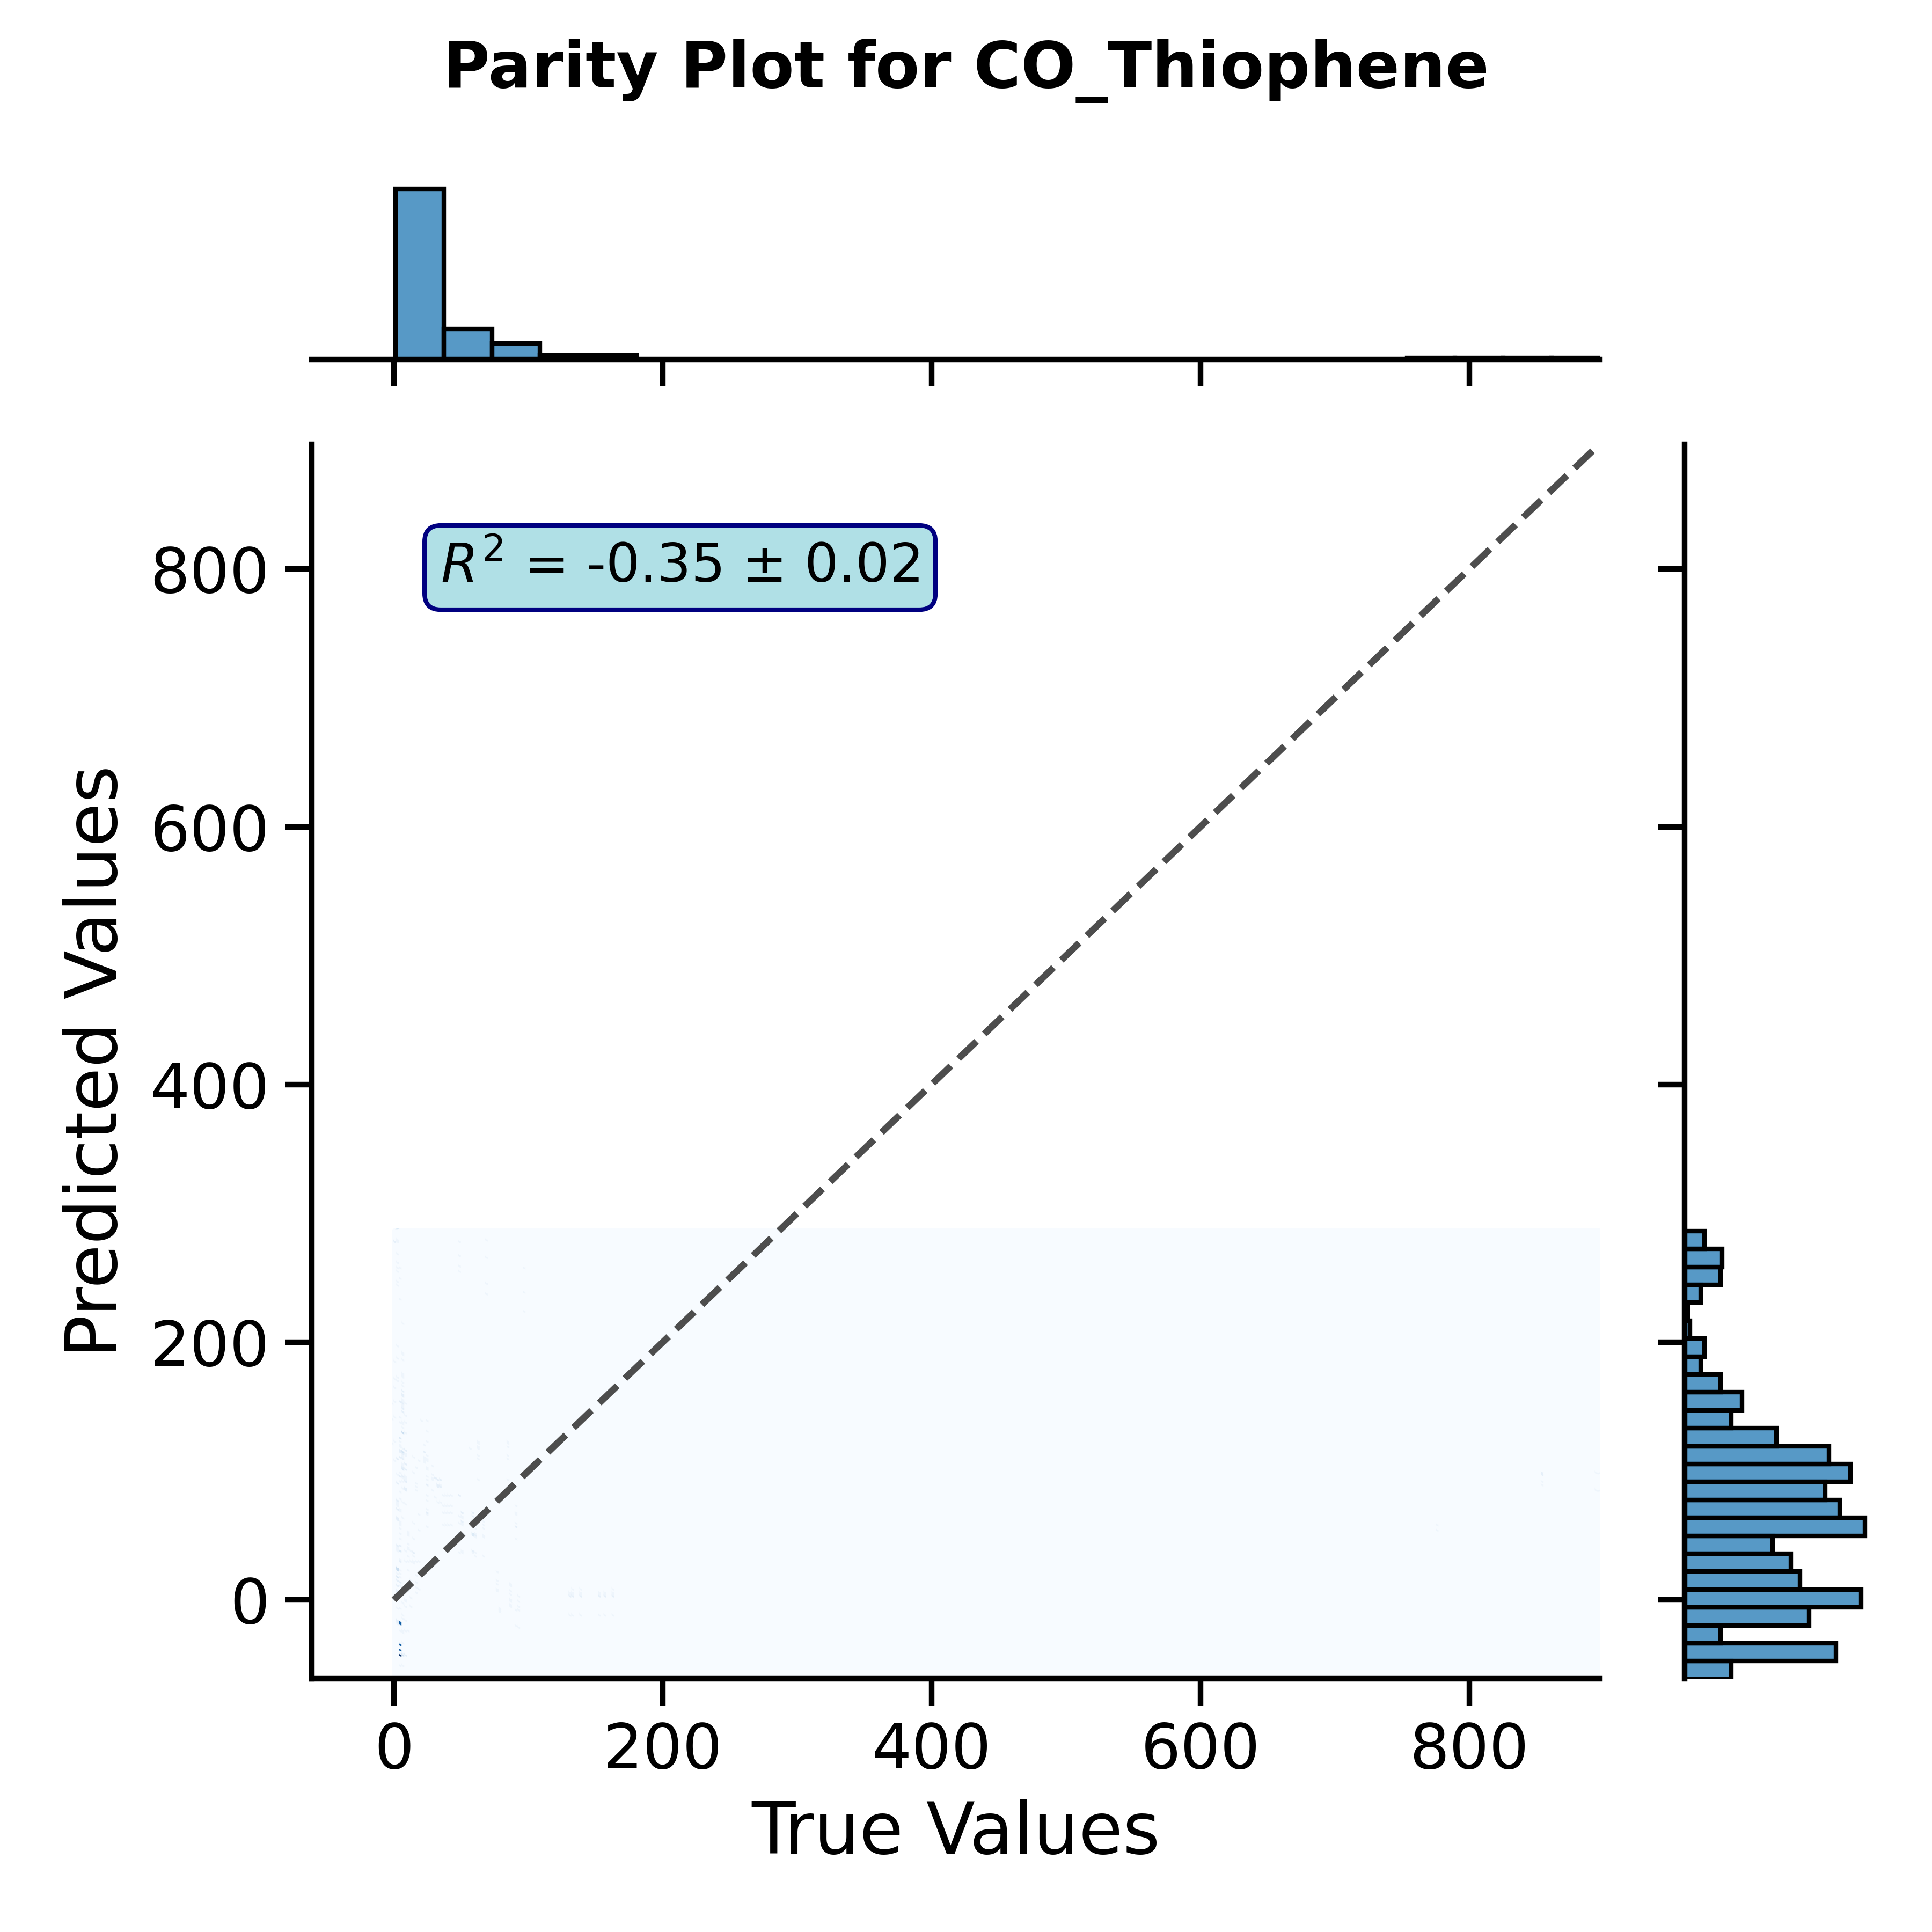 Parity Plot for CO_Thiophene
R² = -0.35 ± 0.02
800
600
400
200
0
Predicted Values
0 200 400 600 800
True Values